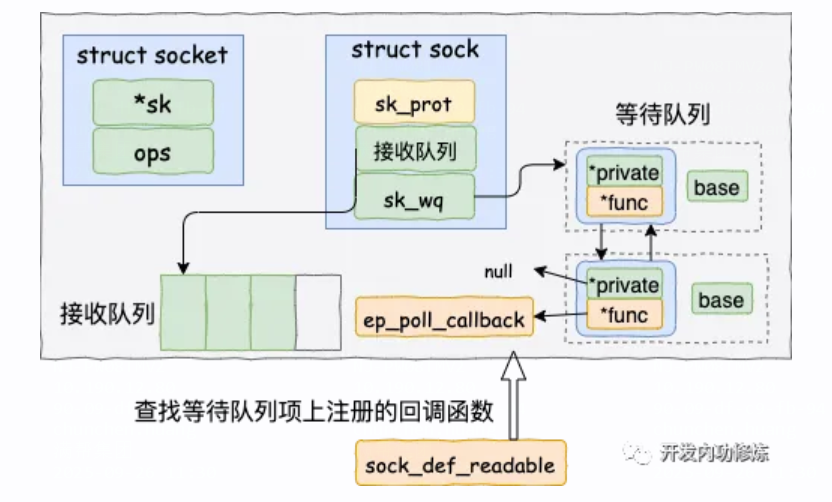 struct socket
*sk
ops
struct sock
sk_prot
接收队列
sk_wq
等待队列
*private
*func
base
*private
*func
base
null
ep_poll_callback
接收队列
查找等待队列项上注册的回调函数
sock_def_readable
开发内功修炼